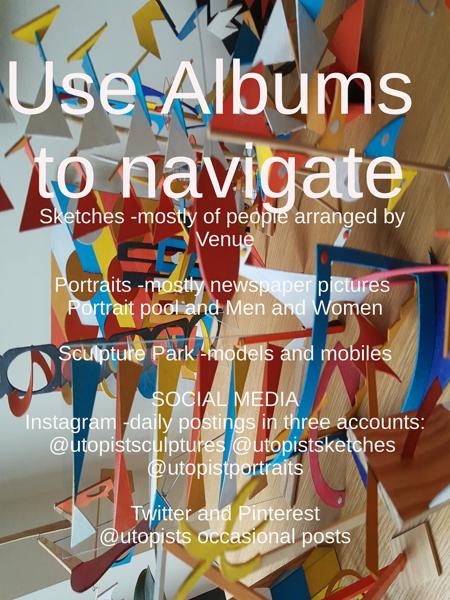 Use Albums
to navigate
Sketches -mostly of people arranged by
Venue
Portraits -mostly newspaper pictures
Portrait pool and Men and Women
Sculpture Park -models and mobiles
SOCIAL MEDIA
Instagram -daily postings in three accounts:
@utopistsculptures @utopistsketches
@utopistportraits
Twitter and Pinterest
@utopists occasional posts